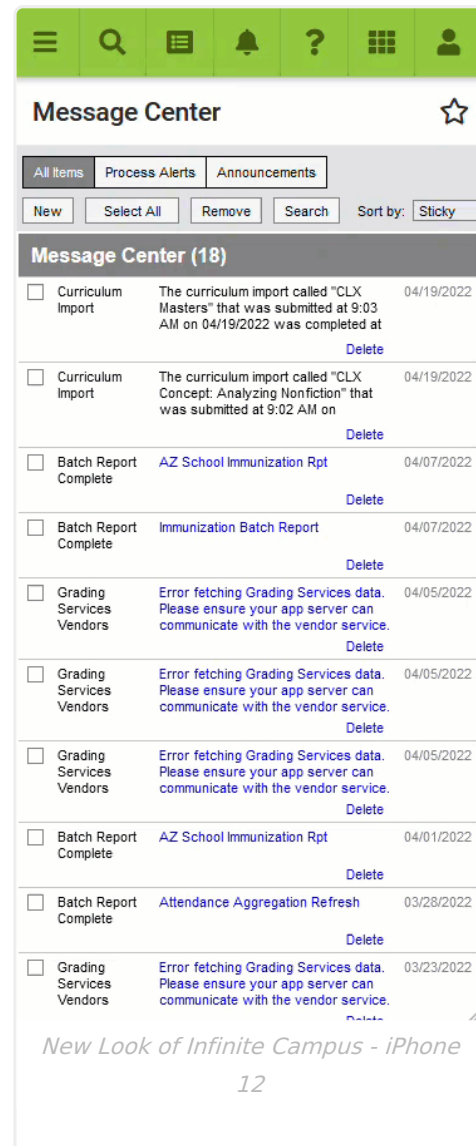 Message Center
All Items Process Alerts Announcements
New Select All Remove Search Sort by: Sticky
Message Center (18)
Curriculum The curriculum import called "CLX 04/19/2022
Import Masters" that was submitted at 9:03
AM on 04/19/2022 was completed at
Delete
Curriculum The curriculum import called "CLX 04/19/2022
Import Concept: Analyzing Nonfiction" that
was submitted at 9:02 AM on
Delete
Batch Report AZ School Immunization Rpt 04/07/2022
Complete
Delete
Batch Report Immunization Batch Report 04/07/2022
Complete
Delete
Grading Error fetching Grading Services data. 04/05/2022
Services Please ensure your app server can
Vendors communicate with the vendor service.
Delete
Grading Error fetching Grading Services data. 04/05/2022
Services Please ensure your app server can
Vendors communicate with the vendor service.
Delete
Grading Error fetching Grading Services data. 04/05/2022
Services Please ensure your app server can
Vendors communicate with the vendor service.
Delete
Batch Report AZ School Immunization Rpt 04/01/2022
Complete
Delete
Batch Report Attendance Aggregation Refresh 03/28/2022
Complete
Delete
Grading Error fetching Grading Services data. 03/23/2022
Services Please ensure your app server can
Vendors communicate with the vendor service.
Delete
New Look of Infinite Campus - iPhone
12